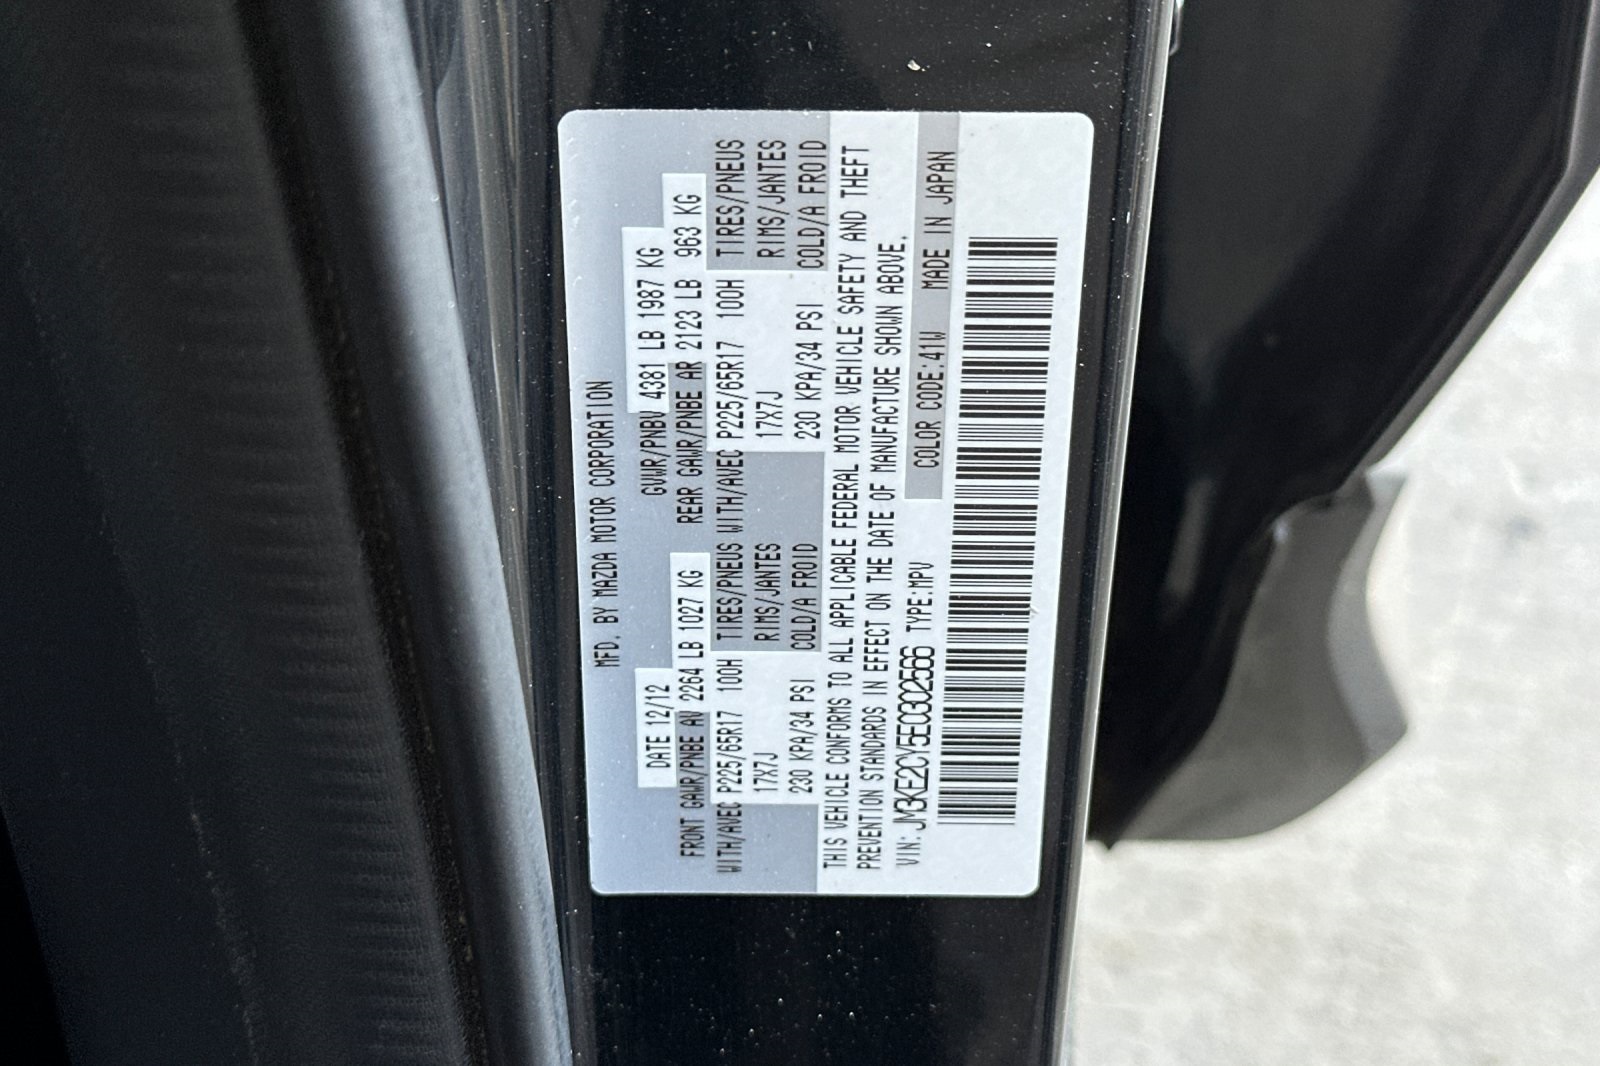 MFD. BY MAZDA MOTOR CORPORATION
DATE 12/12 GVWR/PNBV 4381 LB 1987 KG
FRONT GAWR/PNBE AV 2264 LB 1027 KG REAR GAWR/PNBE AR 2123 LB 963 KG
WITH/AVEC P225/65R17 100H TIRES/PNEUS WITH/AVEC P225/65R17 100H TIRES/PNEUS
17X7J RIMS/JANTES 17X7J RIMS/JANTES
230 KPA/34 PSI COLD/A FROID 230 KPA/34 PSI COLD/A FROID
THIS VEHICLE CONFORMS TO ALL APPLICABLE FEDERAL MOTOR VEHICLE SAFETY AND THEFT
PREVENTION STANDARDS IN EFFECT ON THE DATE OF MANUFACTURE SHOWN ABOVE.
VIN: JM3KE2CY5E0302566 TYPE:MPV COLOR CODE:41W MADE IN JAPAN